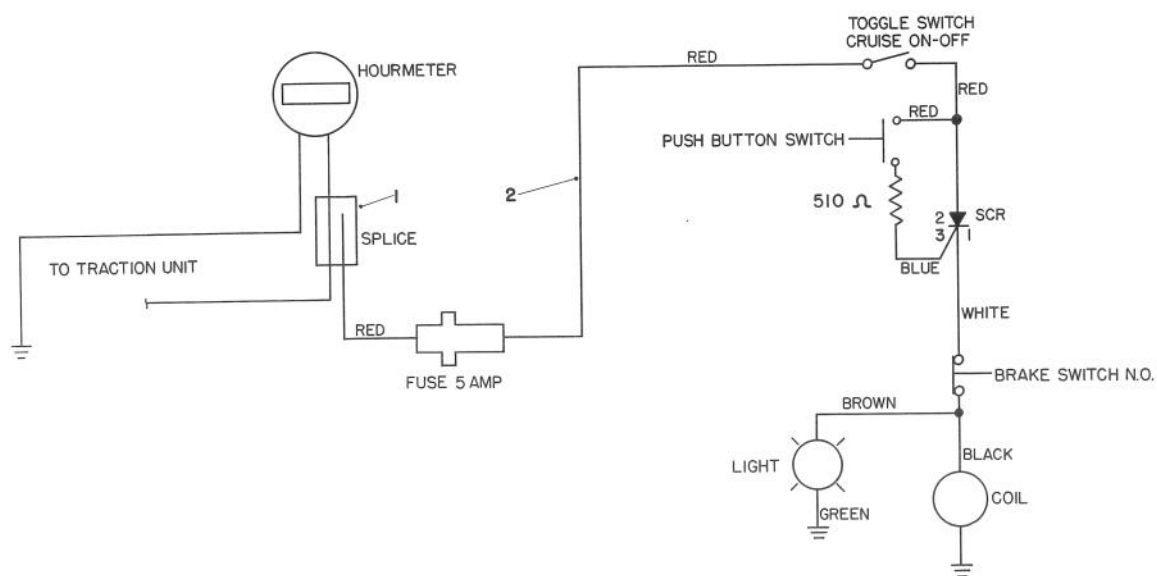 TOGGLE SWITCH
CRUISE ON-OFF
RED
HOURMETER
RED
RED
PUSH BUTTON SWITCH
1
2
510 Ω
2
SCR
3
1
SPLICE
BLUE
TO TRACTION UNIT
WHITE
RED
FUSE 5 AMP
BRAKE SWITCH N.O.
BROWN
BLACK
LIGHT
COIL
GREEN